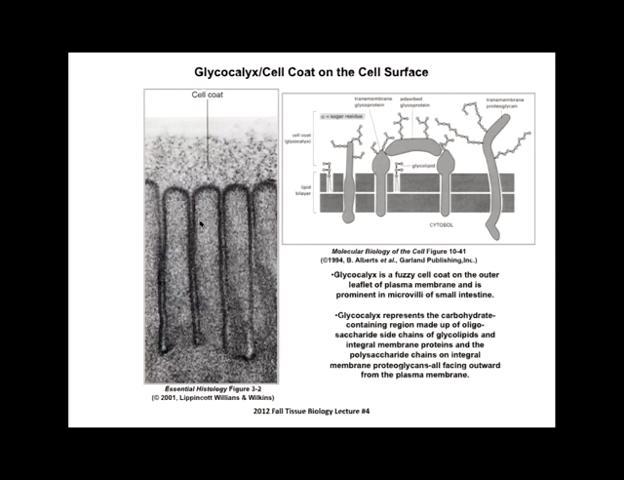 Glycocalyx/Cell Coat on the Cell Surface
Cell coat
transmembrane
glycoprotein
adsorbed
glycoprotein
transmembrane
proteoglycan
= sugar residue
cell coat
(glycocalyx)
glycolipid
lipid
bilayer
CYTOSOL
Molecular Biology of the Cell Figure 10-41
(©1994, B. Alberts et al., Garland Publishing,Inc.)
•Glycocalyx is a fuzzy cell coat on the outer
leaflet of plasma membrane and is
prominent in microvilli of small intestine.
•Glycocalyx represents the carbohydrate-
containing region made up of oligo-
saccharide side chains of glycolipids and
integral membrane proteins and the
polysaccharide chains on integral
membrane proteoglycans-all facing outward
from the plasma membrane.
Essential Histology Figure 3-2
(© 2001, Lippincott Willians & Wilkins)
2012 Fall Tissue Biology Lecture #4